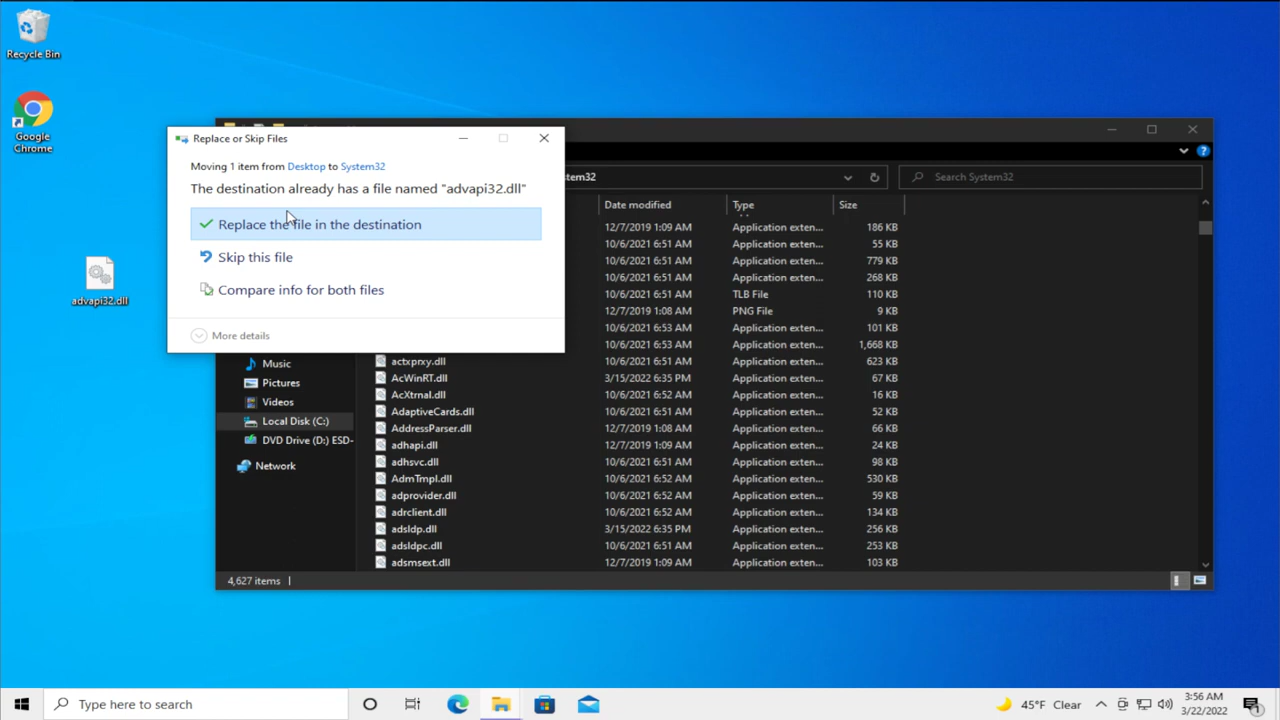 Recycle Bin
Google
Chrome
advapi32.dll
Replace or Skip Files
Moving 1 item from Desktop to System32
The destination already has a file named "advapi32.dll"
Replace the file in the destination
Skip this file
Compare info for both files
More details
stem32
Search System32
Date modified Type Size
12/7/2019 1:09 AM Application exten... 186 KB
10/6/2021 6:51 AM Application exten... 55 KB
10/6/2021 6:51 AM Application exten... 779 KB
10/6/2021 6:51 AM Application exten... 268 KB
10/6/2021 6:51 AM TLB File 110 KB
12/7/2019 1:08 AM PNG File 9 KB
10/6/2021 6:53 AM Application exten... 101 KB
10/6/2021 6:53 AM Application exten... 1,668 KB
actxprxy.dll 10/6/2021 6:51 AM Application exten... 623 KB
AcWinRT.dll 3/15/2022 6:35 PM Application exten... 67 KB
AcXtrnal.dll 10/6/2021 6:52 AM Application exten... 16 KB
AdaptiveCards.dll 10/6/2021 6:51 AM Application exten... 52 KB
AddressParser.dll 12/7/2019 1:08 AM Application exten... 66 KB
adhapi.dll 12/7/2019 1:09 AM Application exten... 24 KB
adhsvc.dll 10/6/2021 6:51 AM Application exten... 98 KB
AdmTmpl.dll 10/6/2021 6:52 AM Application exten... 530 KB
adprovider.dll 10/6/2021 6:52 AM Application exten... 59 KB
adrclient.dll 10/6/2021 6:52 AM Application exten... 134 KB
adsldp.dll 3/15/2022 6:35 PM Application exten... 256 KB
adsldpc.dll 10/6/2021 6:51 AM Application exten... 253 KB
adsmsext.dll 12/7/2019 1:09 AM Application exten... 103 KB
Music
Pictures
Videos
Local Disk (C:)
DVD Drive (D:) ESD-
Network
4,627 items
Type here to search
45°F Clear
3:56 AM
3/22/2022
1